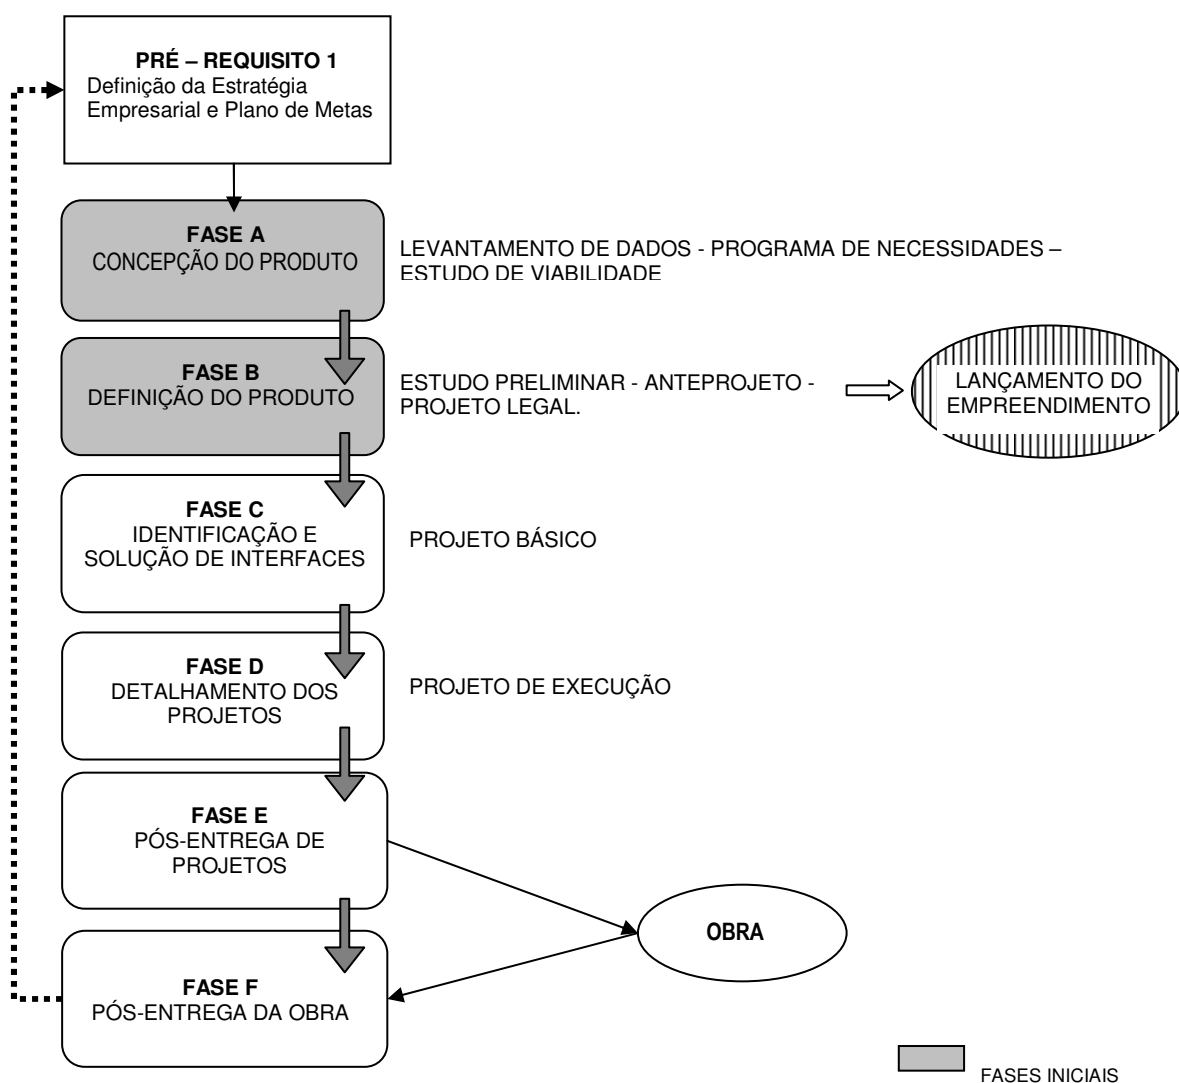 PRÉ – REQUISITO 1
Definição da Estratégia
Empresarial e Plano de Metas
FASE A
CONCEPÇÃO DO PRODUTO
LEVANTAMENTO DE DADOS - PROGRAMA DE NECESSIDADES –
ESTUDO DE VIABILIDADE
FASE B
DEFINIÇÃO DO PRODUTO
ESTUDO PRELIMINAR - ANTEPROJETO -
PROJETO LEGAL.
LANÇAMENTO DO
EMPREENDIMENTO
FASE C
IDENTIFICAÇÃO E
SOLUÇÃO DE INTERFACES
PROJETO BÁSICO
FASE D
DETALHAMENTO DOS
PROJETOS
PROJETO DE EXECUÇÃO
FASE E
PÓS-ENTREGA DE
PROJETOS
OBRA
FASE F
PÓS-ENTREGA DA OBRA
FASES INICIAIS